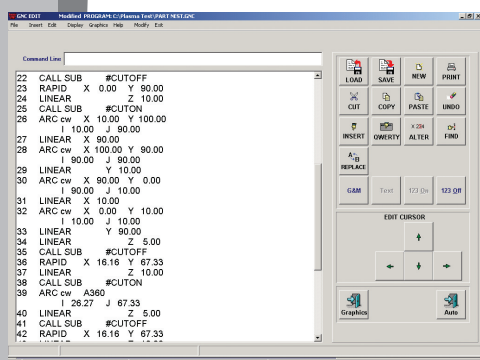 GNC EDIT Modified PROGRAM: C:\Plasma Text\PART NEST.GNC
File Insert Edit Display Graphics Help Modify Exit
Command Line
22 CALL SUB #CUTOFF
23 RAPID X 0.00 Y 90.00
24 LINEAR Z 10.00
25 CALL SUB #CUTON
26 ARC cw X 10.00 Y 100.00
I 10.00 J 90.00
27 LINEAR X 90.00
28 ARC cw X 100.00 Y 90.00
I 90.00 J 90.00
29 LINEAR Y 10.00
30 ARC cw X 90.00 Y 0.00
I 90.00 J 10.00
31 LINEAR X 10.00
32 ARC cw X 0.00 Y 10.00
I 10.00 J 10.00
33 LINEAR Y 90.00
34 LINEAR Z 5.00
35 CALL SUB #CUTOFF
36 RAPID X 16.16 Y 67.33
37 LINEAR Z 10.00
38 CALL SUB #CUTON
39 ARC cw A360
I 26.27 J 67.33
40 LINEAR Z 5.00
41 CALL SUB #CUTOFF
42 RAPID X 16.16 Y 67.33
LOAD SAVE NEW PRINT
CUT COPY PASTE UNDO
INSERT QWERTY X 234 ALTER FIND
A B REPLACE
G&M Text 123 On 123 Off
EDIT CURSOR
Graphics Auto